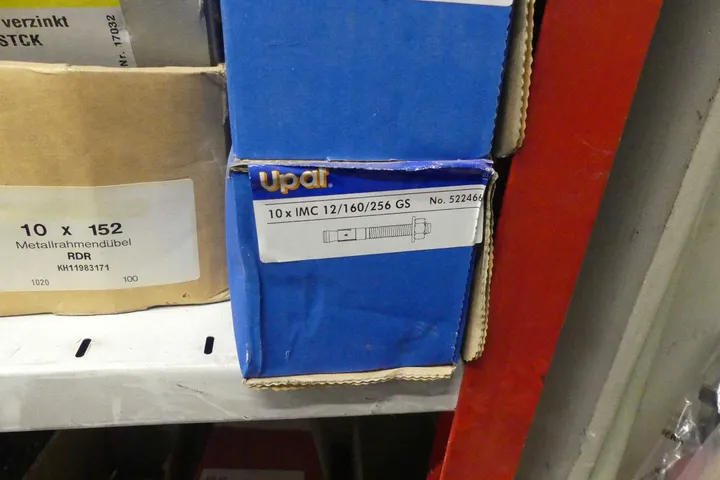 verzinkt
STCK
Nr. 17032
upat
10 x IMC 12/160/256 GS No. 522466
10 x 152
Metallrahmendübel
RDR
KH11983171
1020 100